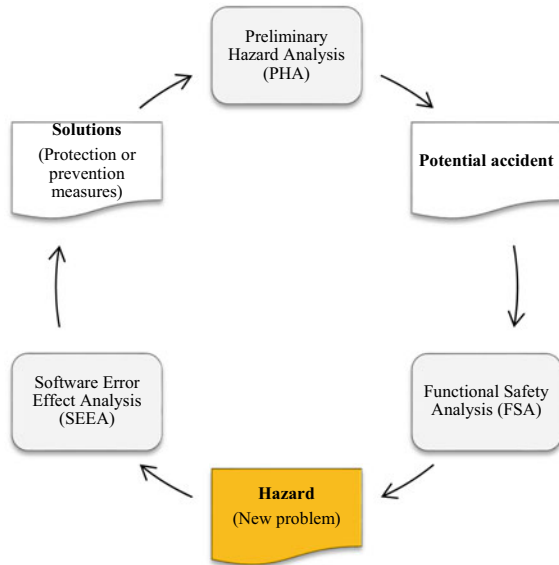 Preliminary
Hazard Analysis
(PHA)
Solutions
(Protection or
prevention
measures)
Potential accident
Software Error
Effect Analysis
(SEEA)
Functional Safety
Analysis (FSA)
Hazard
(New problem)